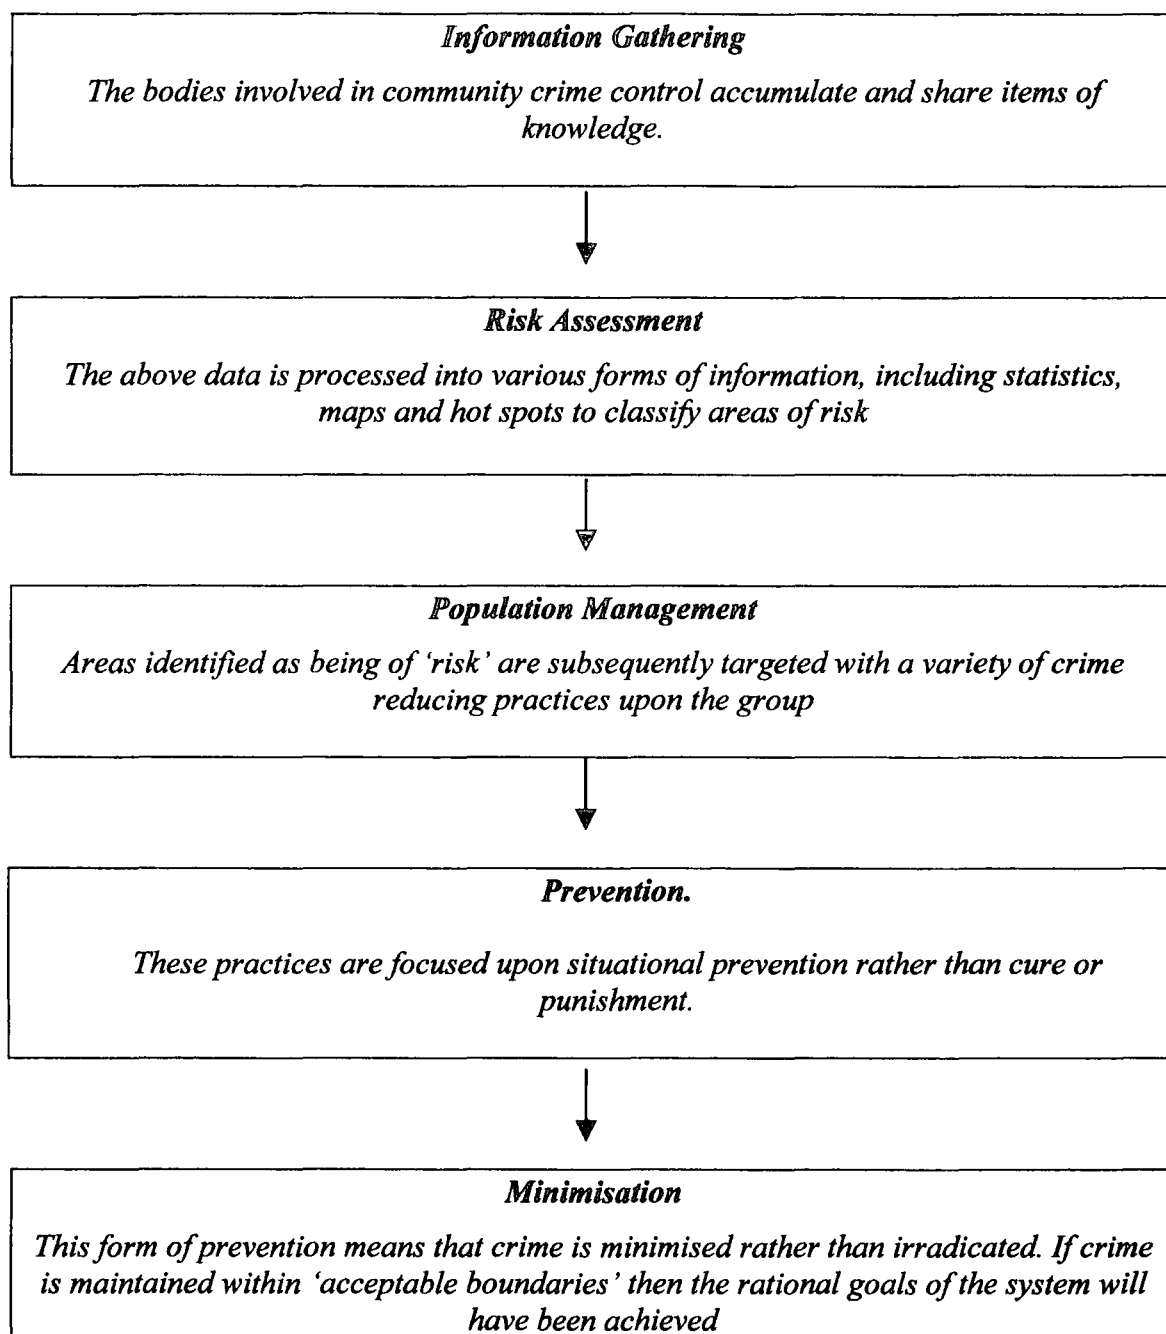 Information Gathering
The bodies involved in community crime control accumulate and share items of
knowledge.
Risk Assessment
The above data is processed into various forms of information, including statistics,
maps and hot spots to classify areas of risk
Population Management
Areas identified as being of ‘risk’ are subsequently targeted with a variety of crime
reducing practices upon the group
Prevention.
These practices are focused upon situational prevention rather than cure or
punishment.
Minimisation
This form of prevention means that crime is minimised rather than irradicated. If crime
is maintained within ‘acceptable boundaries’ then the rational goals of the system will
have been achieved